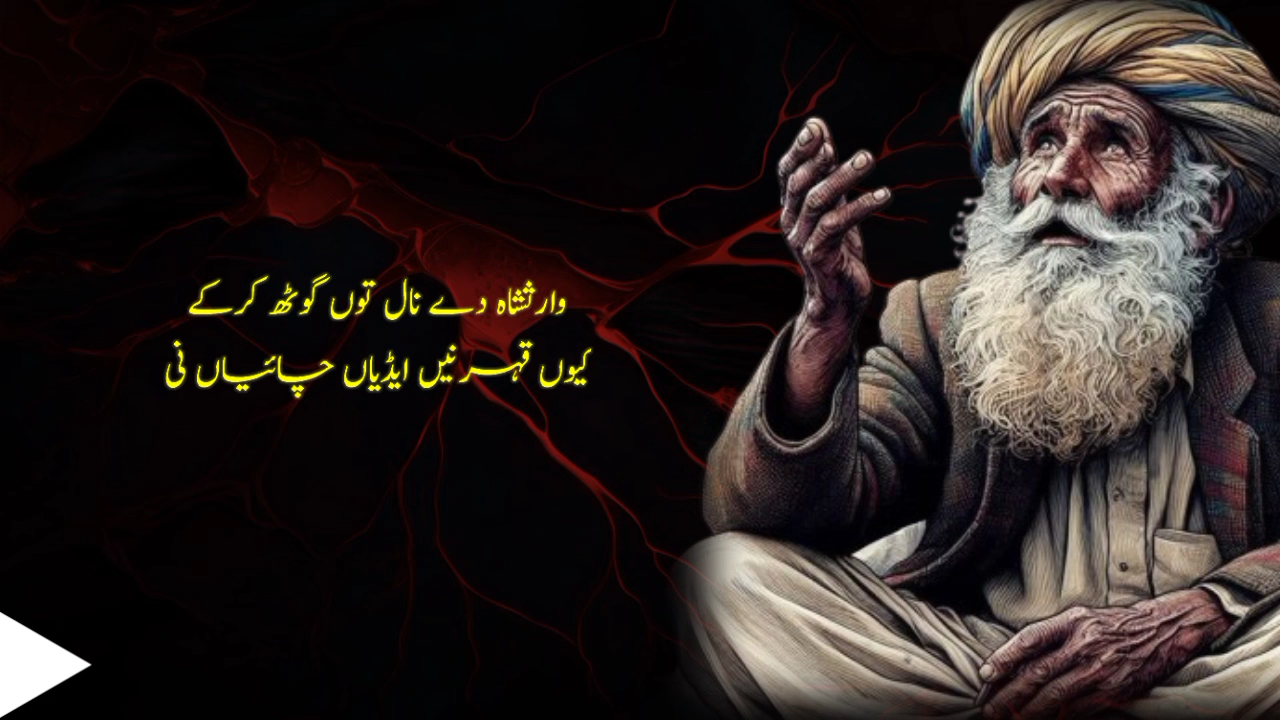 وارثشاہ دے نال توں گوٹھ کرکے
کیوں قہر نیں ایڈیاں چائیاں نی